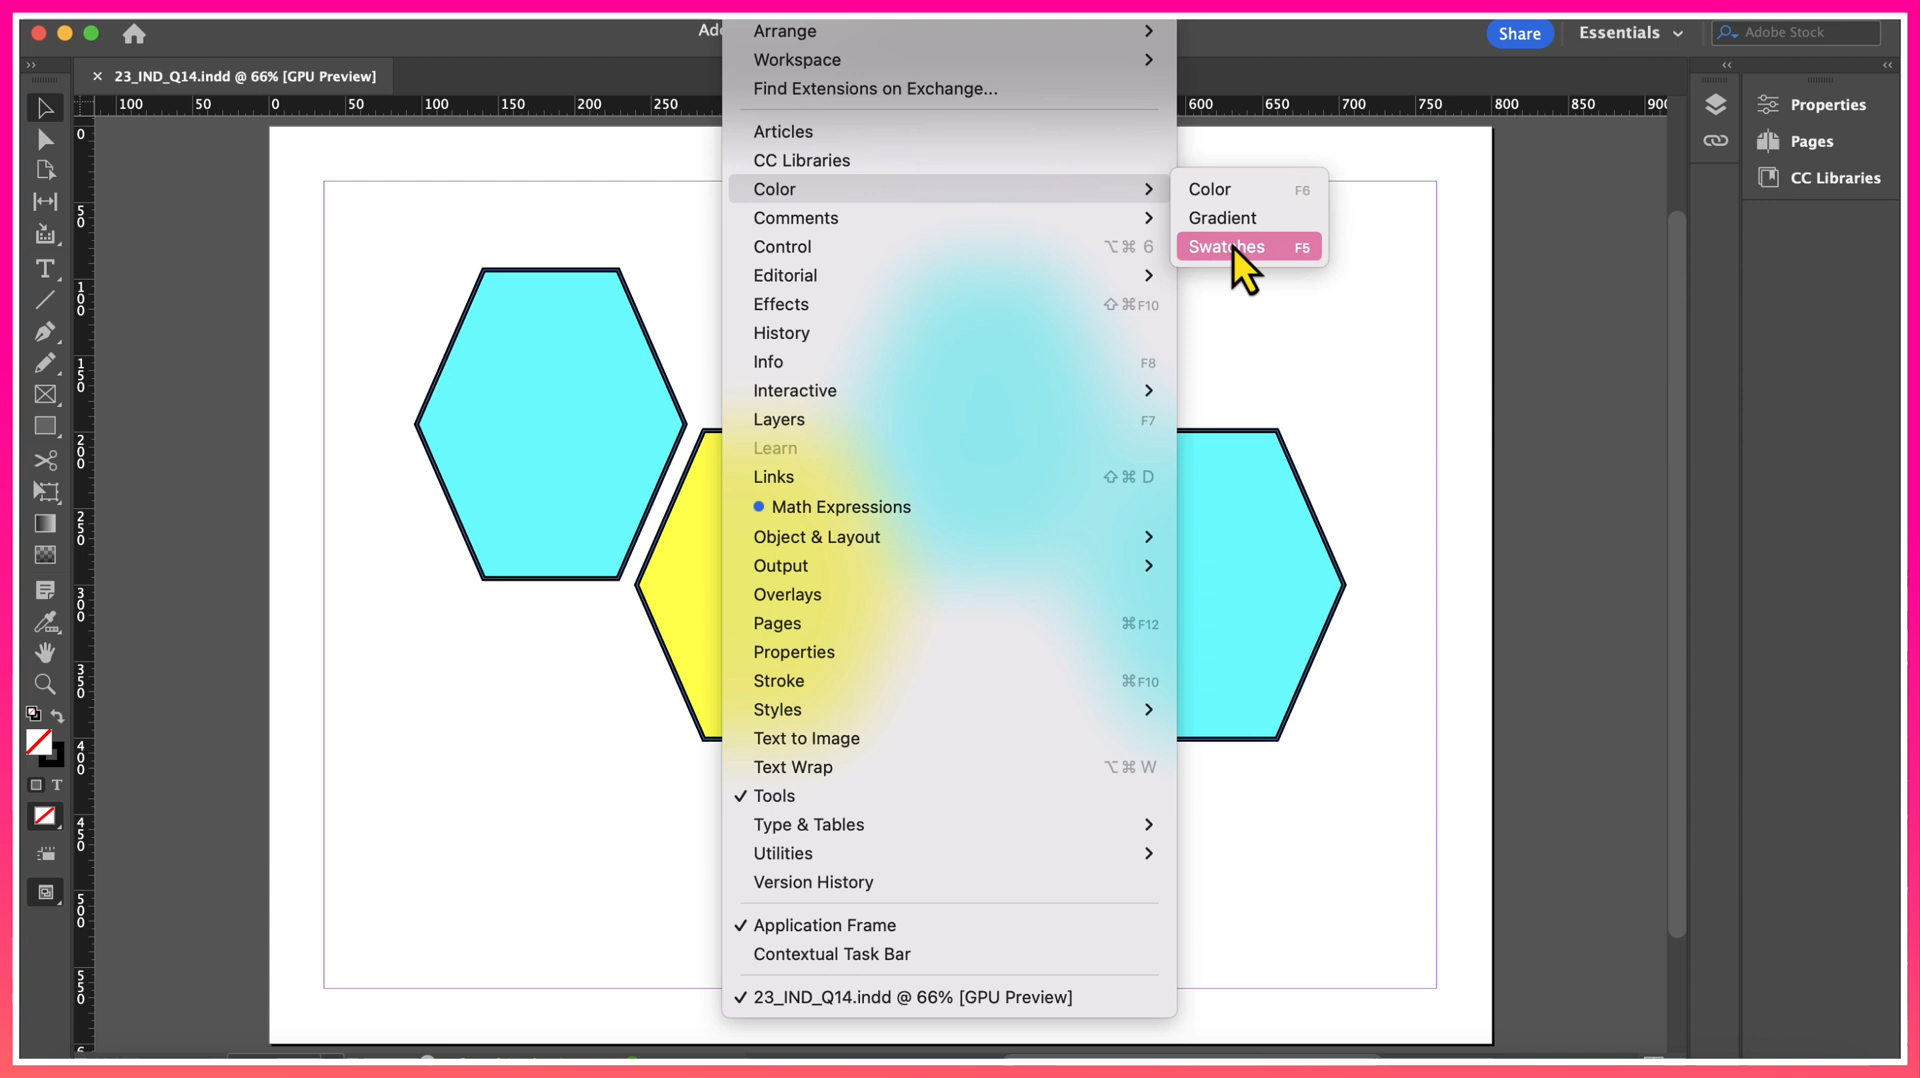 Ado
Share
Essentials
Adobe Stock
23_IND_Q14.indd @ 66% [GPU Preview]
100 50 0 50 100 150 200 250 600 650 700 750 800 850 900
0
50
100
150
200
250
300
350
400
450
500
550
6
T
T
Properties
Pages
CC Libraries
Arrange
Workspace
Find Extensions on Exchange...
Articles
CC Libraries
Color
Comments
Control ⌥⌘ 6
Editorial
Effects ⇧⌘F10
History
Info F8
Interactive
Layers F7
Learn
Links ⇧⌘ D
Math Expressions
Object & Layout
Output
Overlays
Pages ⌘F12
Properties
Stroke ⌘F10
Styles
Text to Image
Text Wrap ⌥⌘ W
✓ Tools
Type & Tables
Utilities
Version History
✓ Application Frame
Contextual Task Bar
✓ 23_IND_Q14.indd @ 66% [GPU Preview]
Color F6
Gradient
Swatches F5